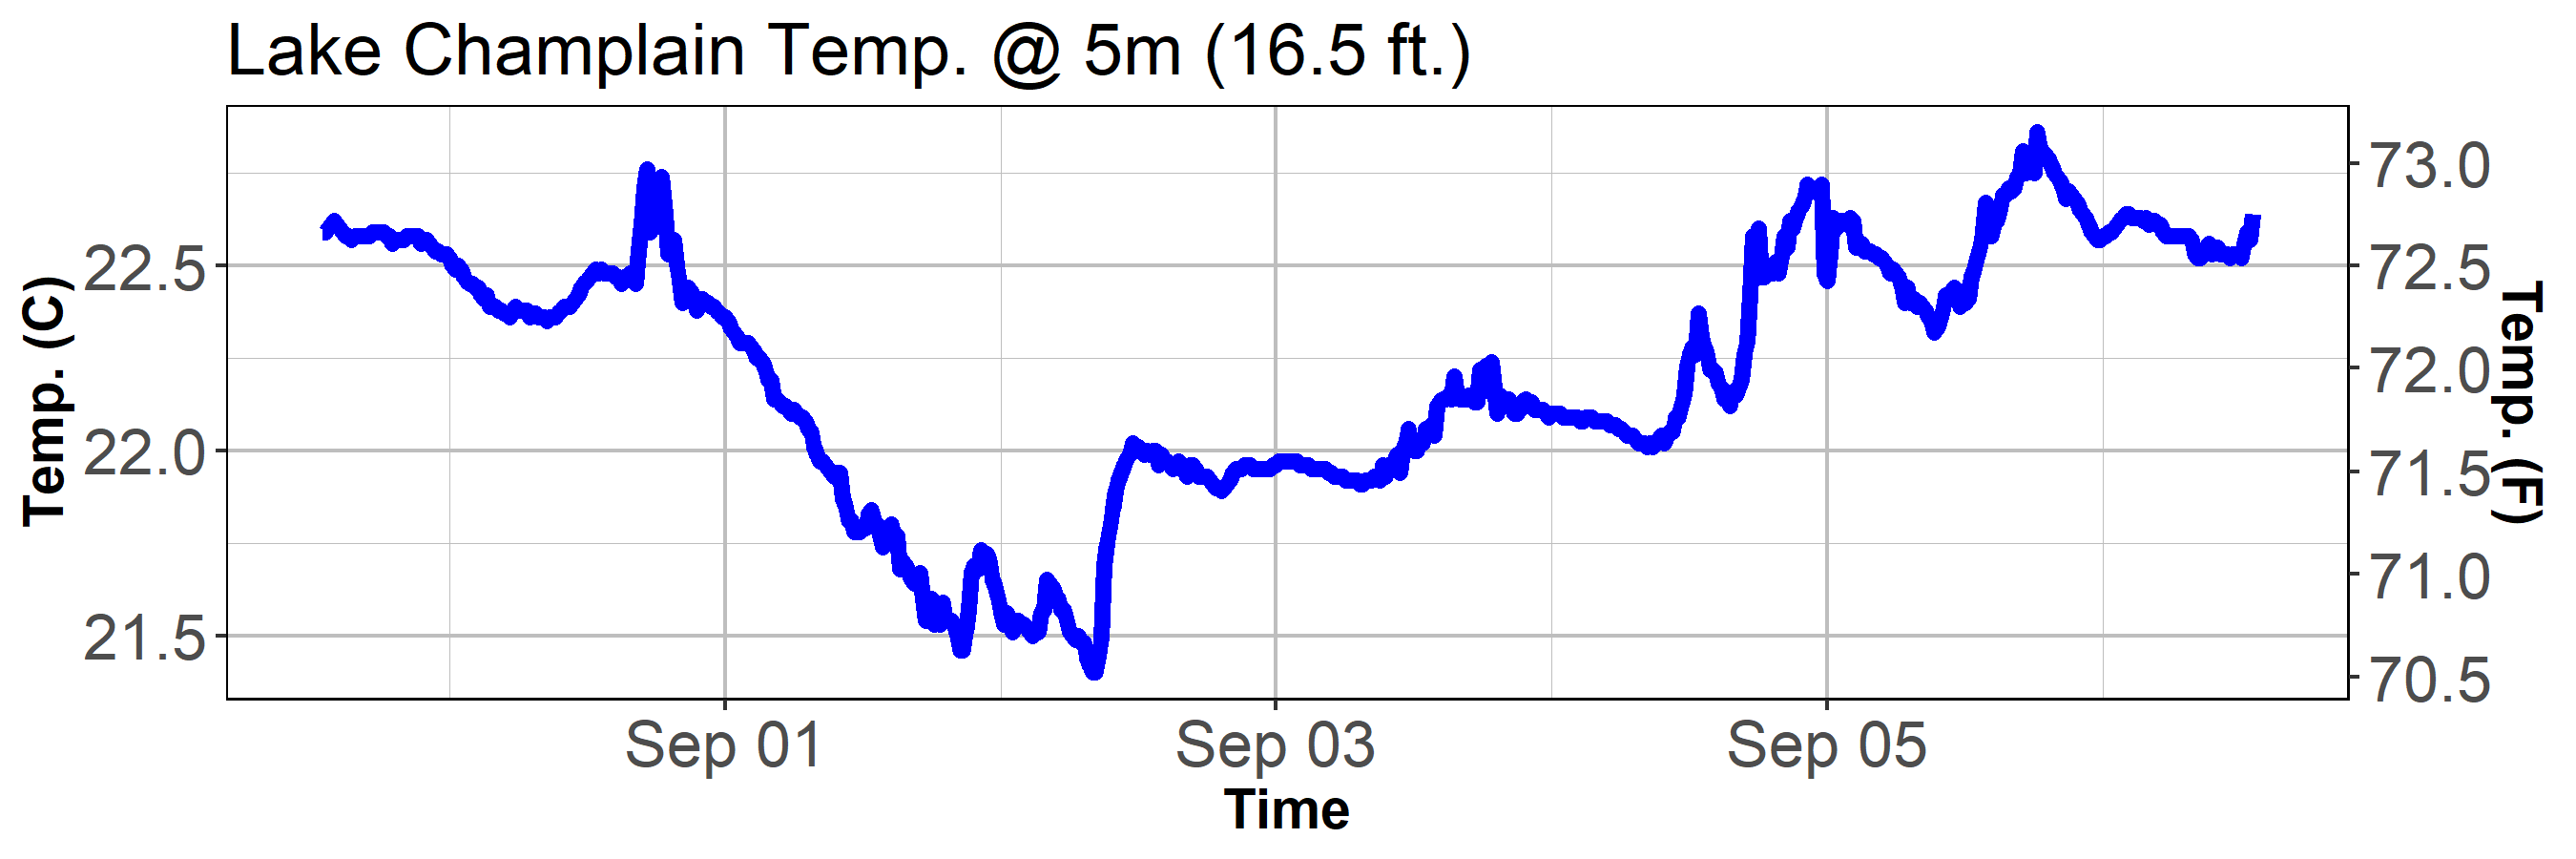 Lake Champlain Temp. @ 5m (16.5 ft.)
Temp. (C)
22.5
22.0
21.5
73.0
72.5
72.0
71.5
71.0
70.5
Temp. (F)
Sep 01
Sep 03
Sep 05
Time